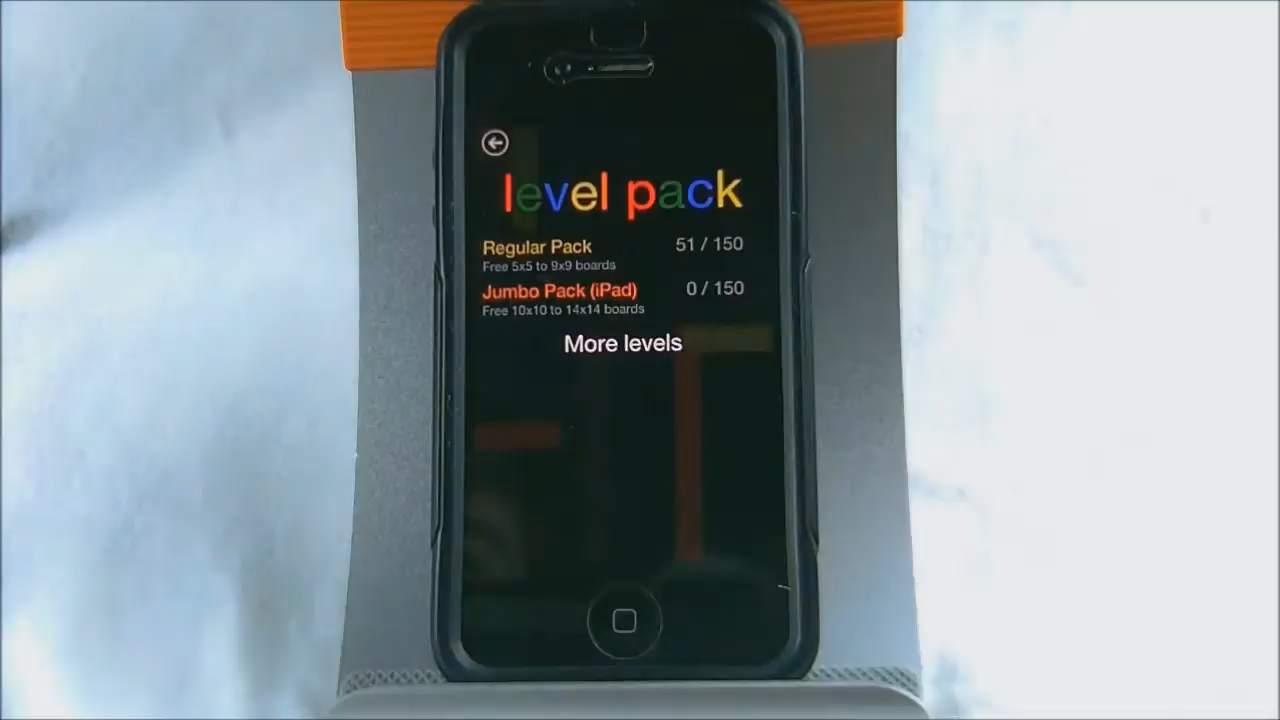 level pack
Regular Pack 51 / 150
Free 5x5 to 9x9 boards
Jumbo Pack (iPad) 0 / 150
Free 10x10 to 14x14 boards
More levels